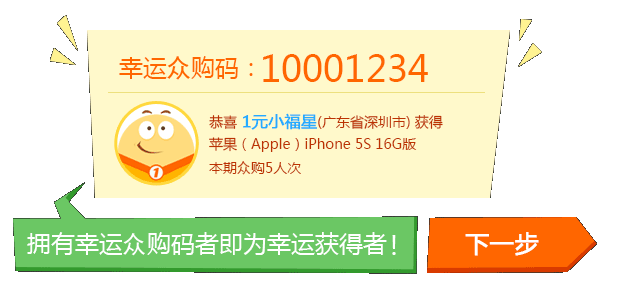 幸运众购码：10001234
恭喜 1元小福星(广东省深圳市) 获得
苹果（Apple）iPhone 5S 16G版
本期众购5人次
1
拥有幸运众购码者即为幸运获得者！
下一步